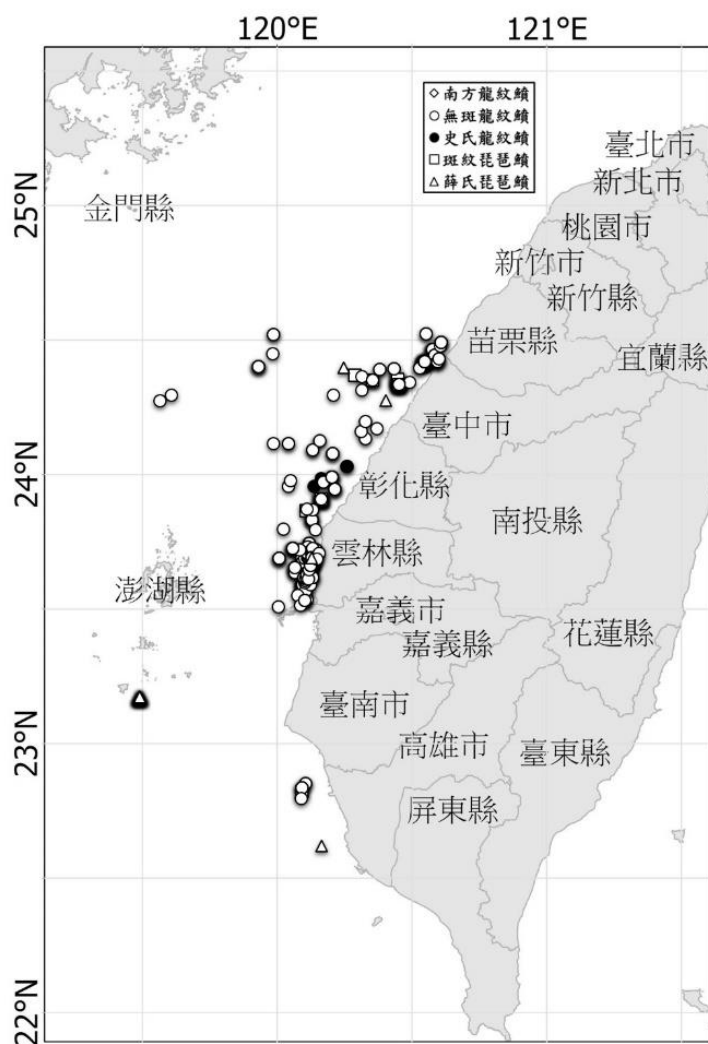 120°E
121°E
◇南方龍紋鱝
○無斑龍紋鱝
●史氏龍紋鱝
□斑紋琵琶鱝
△薛氏琵琶鱝
臺北市
新北市
25°N
金門縣
桃園市
新竹市
新竹縣
苗栗縣
宜蘭縣
臺中市
24°N
彰化縣
南投縣
雲林縣
澎湖縣
嘉義市
花蓮縣
嘉義縣
臺南市
23°N
高雄市
臺東縣
屏東縣
22°N